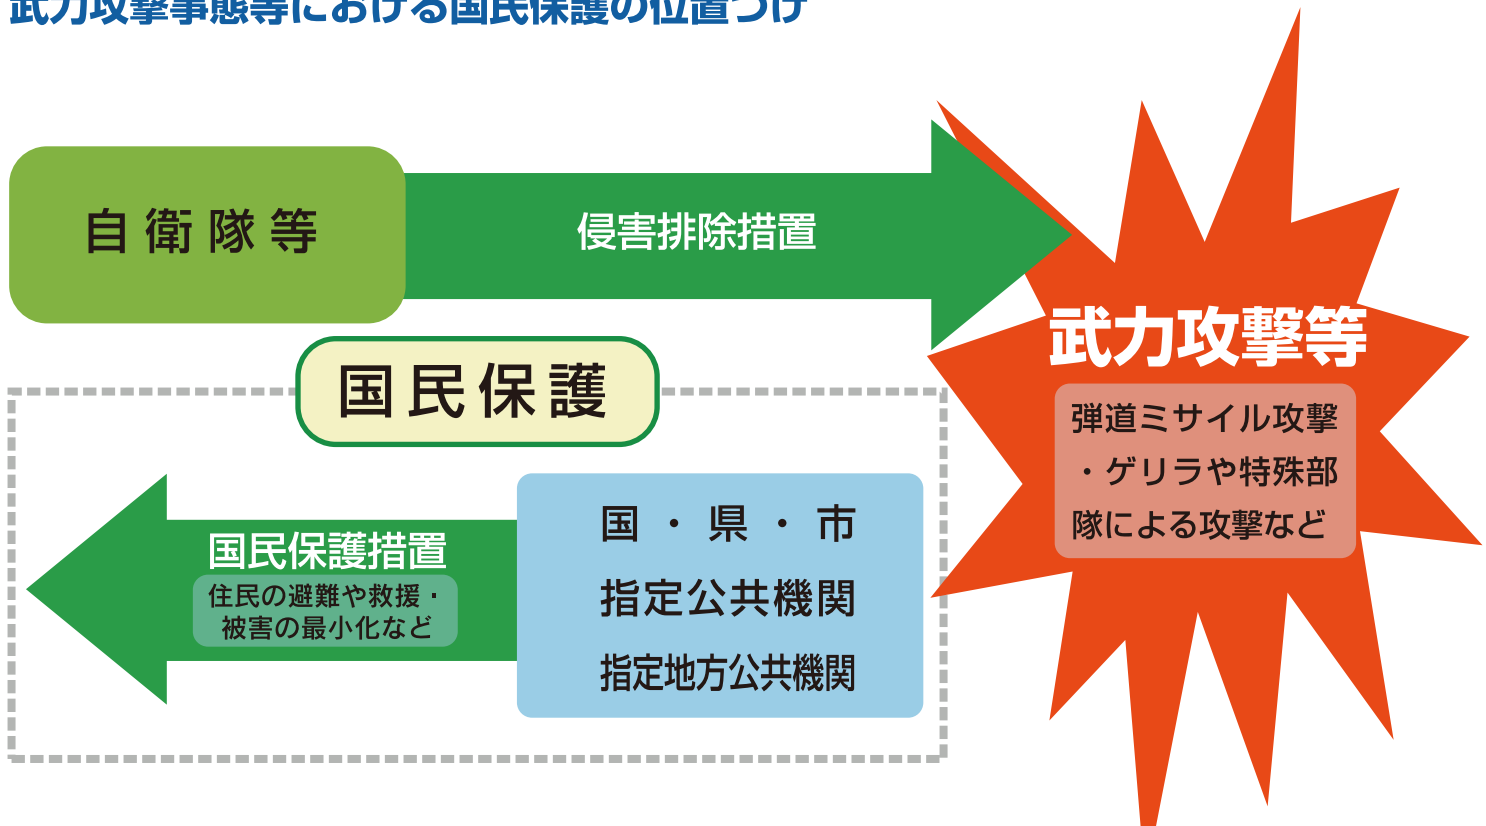 武力攻撃事態等における国民保護の位置づけ
自衛隊等
侵害排除措置
武力攻撃等
弾道ミサイル攻撃
・ゲリラや特殊部
隊による攻撃など
国民保護
国民保護措置
住民の避難や救援・
被害の最小化など
国・県・市
指定公共機関
指定地方公共機関